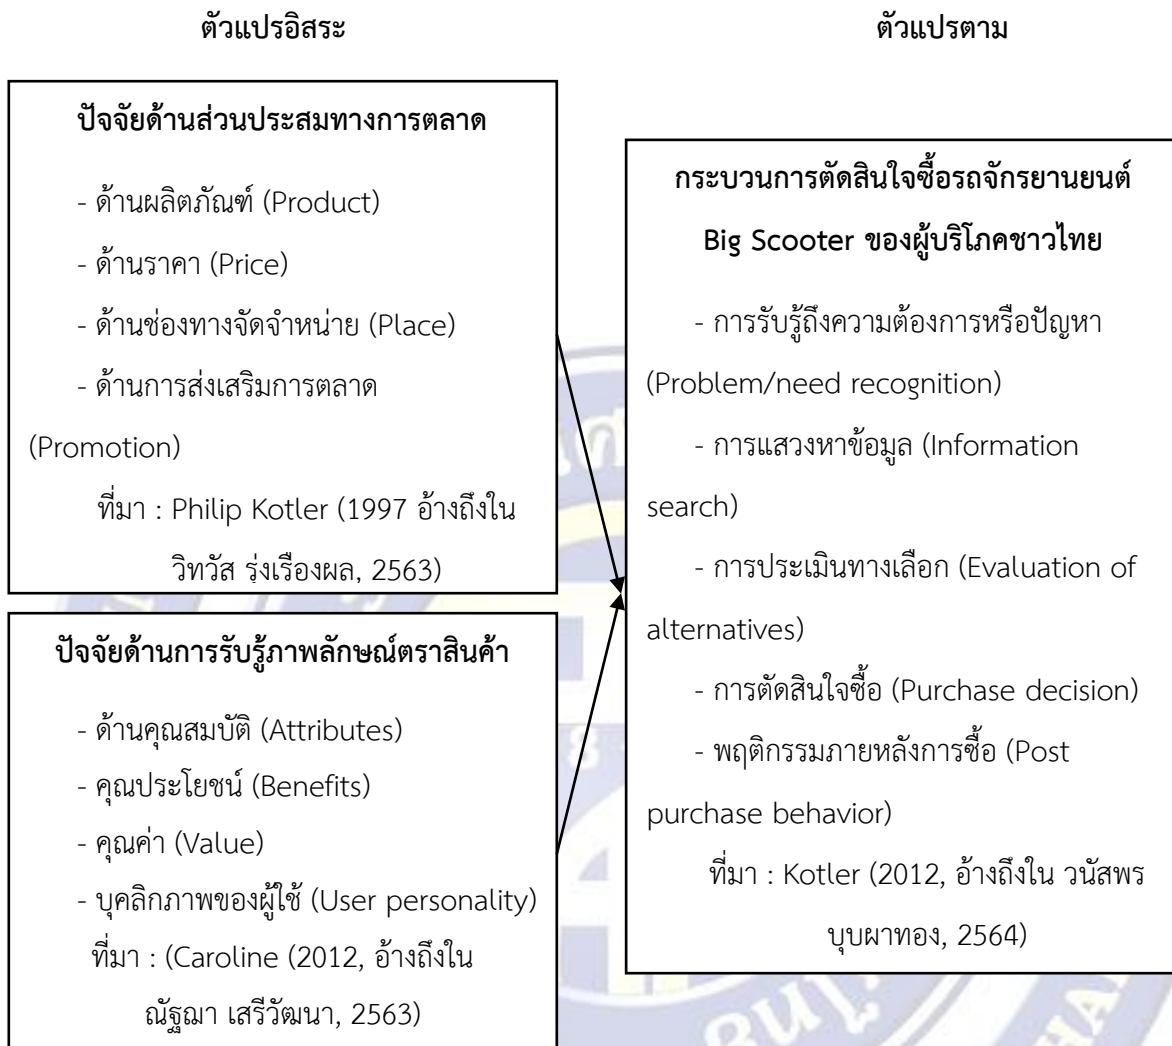 ตัวแปรอิสระ
ตัวแปรตาม
ปัจจัยด้านส่วนประสมทางการตลาด
- ด้านผลิตภัณฑ์ (Product)
- ด้านราคา (Price)
- ด้านช่องทางจัดจำหน่าย (Place)
- ด้านการส่งเสริมการตลาด
(Promotion)
ที่มา : Philip Kotler (1997 อ้างถึงใน
วิทวัส รุ่งเรืองผล, 2563)
ปัจจัยด้านการรับรู้ภาพลักษณ์ตราสินค้า
- ด้านคุณสมบัติ (Attributes)
- คุณประโยชน์ (Benefits)
- คุณค่า (Value)
- บุคลิกภาพของผู้ใช้ (User personality)
ที่มา : (Caroline (2012, อ้างถึงใน
ณัฐฌา เสรีวัฒนา, 2563)
กระบวนการตัดสินใจซื้อรถจักรยานยนต์
Big Scooter ของผู้บริโภคชาวไทย
- การรับรู้ถึงความต้องการหรือปัญหา
(Problem/need recognition)
- การแสวงหาข้อมูล (Information
search)
- การประเมินทางเลือก (Evaluation of
alternatives)
- การตัดสินใจซื้อ (Purchase decision)
- พฤติกรรมภายหลังการซื้อ (Post
purchase behavior)
ที่มา : Kotler (2012, อ้างถึงใน วนัสพร
บุบผาทอง, 2564)